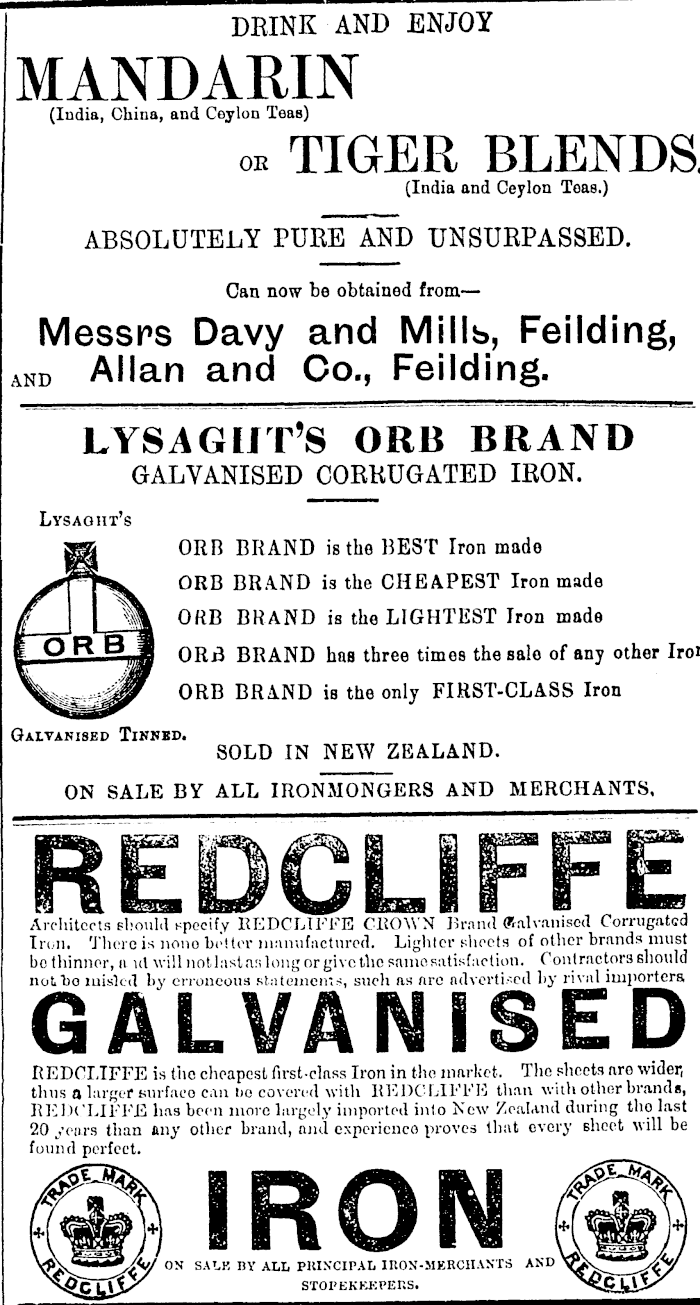 DRINK AND ENJOY
MANDARIN
(India, China, and Ceylon Teas)
OR TIGER BLENDS.
(India and Ceylon Teas.)
ABSOLUTELY PURE AND UNSURPASSED.
Can now be obtained from—
Messrs Davy and Mills, Feilding,
AND Allan and Co., Feilding.
LYSAGHT'S ORB BRAND
GALVANISED CORRUGATED IRON.
LYSAGHT'S
ORB
GALVANISED TINNED.
ORB BRAND is the BEST Iron made
ORB BRAND is the CHEAPEST Iron made
ORB BRAND is the LIGHTEST Iron made
ORB BRAND has three times the sale of any other Iron
ORB BRAND is the only FIRST-CLASS Iron
SOLD IN NEW ZEALAND.
ON SALE BY ALL IRONMONGERS AND MERCHANTS,
REDCLIFFE
Architects should specify REDCLIFFE CROWN Brand Galvanised Corrugated
Iron. There is none better manufactured. Lighter sheets of other brands must
be thinner, and will not last as long or give the same satisfaction. Contractors should
not be misled by erroneous statements, such as are advertised by rival importers
GALVANISED
REDCLIFFE is the cheapest first-class Iron in the market. The sheets are wider,
thus a larger surface can be covered with REDCLIFFE than with other brands,
REDCLIFFE has been more largely imported into New Zealand during the last
20 years than any other brand, and experience proves that every sheet will be
found perfect.
TRADE MARK
REDCLIFFE
IRON
TRADE MARK
REDCLIFFE
ON SALE BY ALL PRINCIPAL IRON-MERCHANTS AND
STOREKEEPERS.